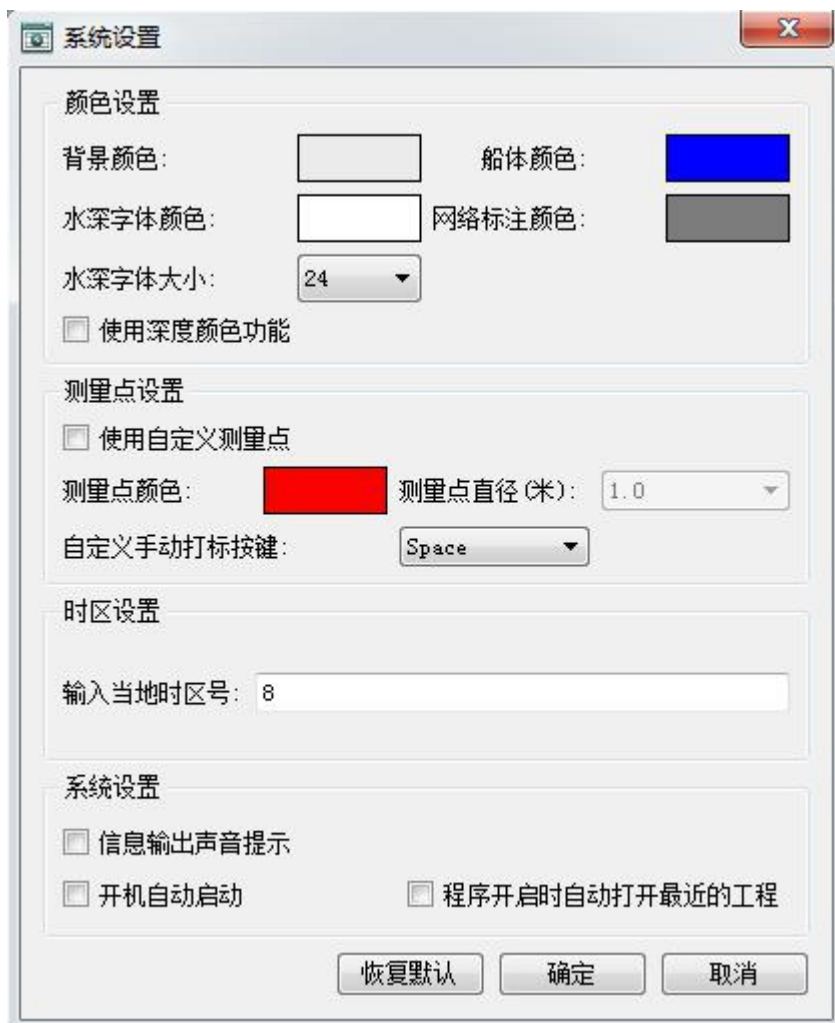 系统设置
颜色设置
背景颜色: 船体颜色:
水深字体颜色: 网络标注颜色:
水深字体大小: 24
使用深度颜色功能
测量点设置
使用自定义测量点
测量点颜色: 测量点直径(米): 1.0
自定义手动打标按键: Space
时区设置
输入当地时区号: 8
系统设置
信息输出声音提示
开机自动启动 程序开启时自动打开最近的工程
恢复默认 确定 取消